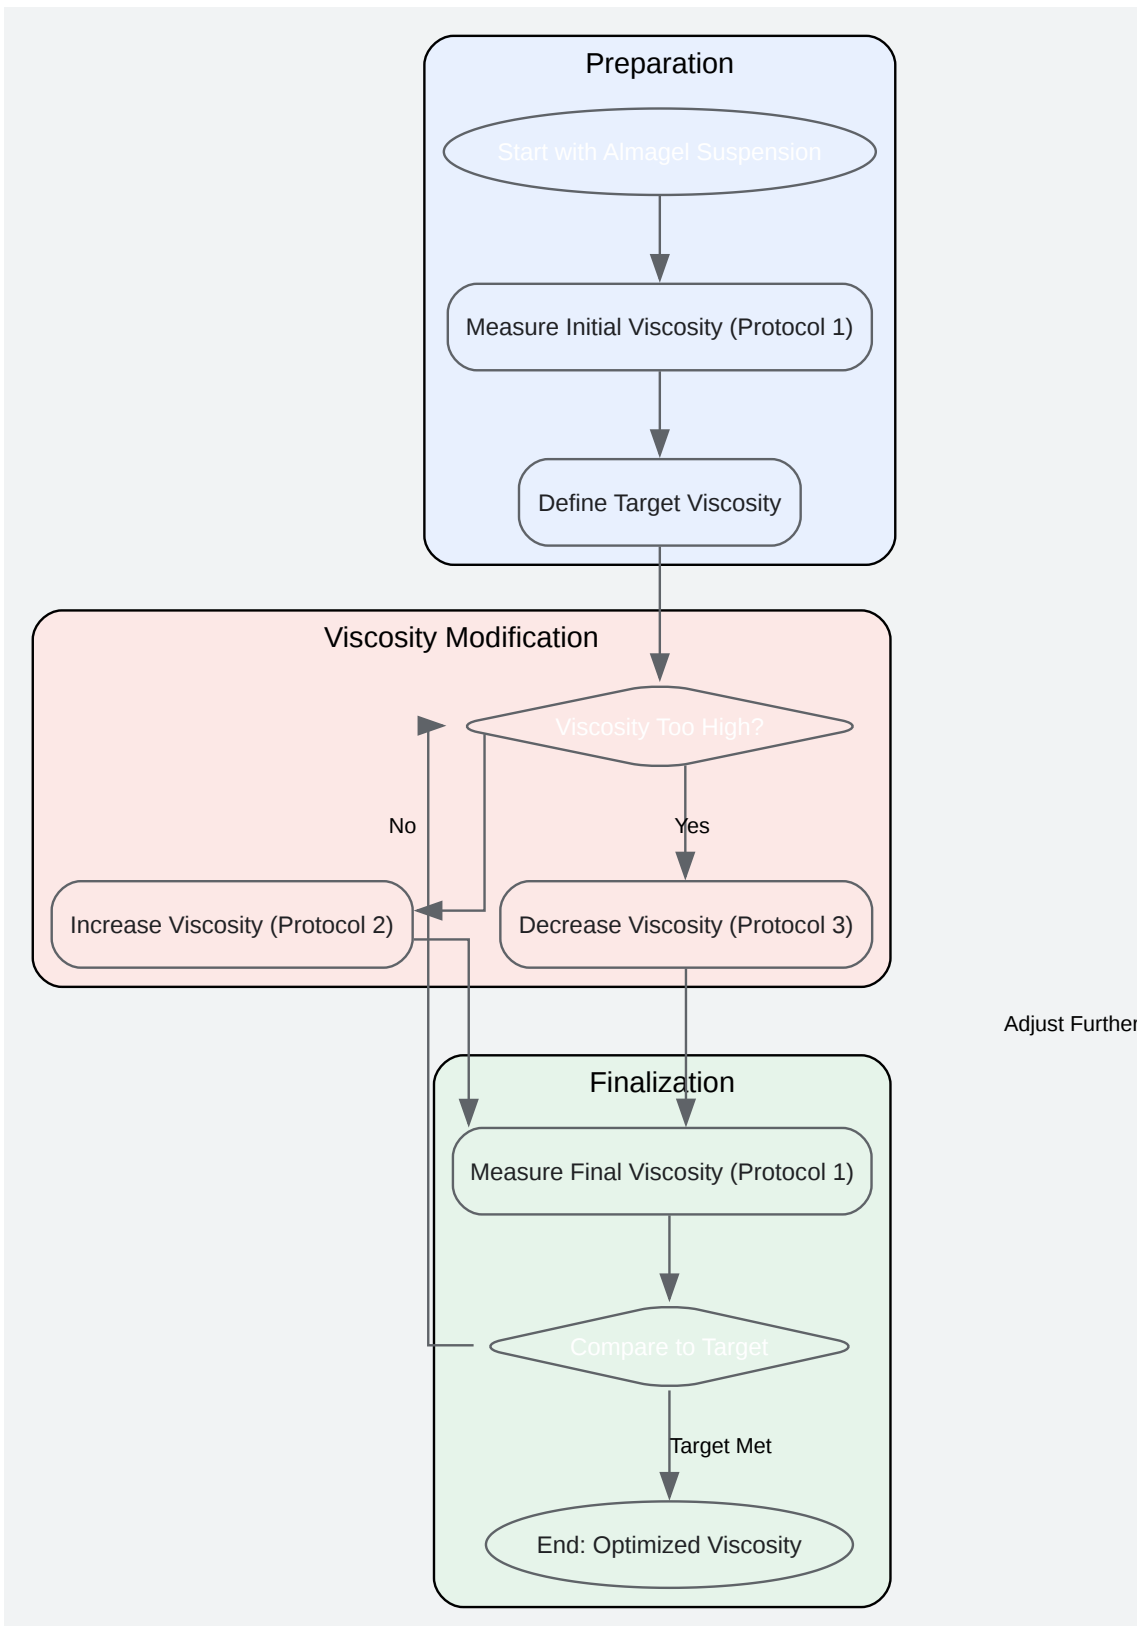 Preparation
Start with Almagel Suspension
Measure Initial Viscosity (Protocol 1)
Define Target Viscosity
Viscosity Modification
Viscosity Too High?
No
Yes
Increase Viscosity (Protocol 2)
Decrease Viscosity (Protocol 3)
Adjust Further
Finalization
Measure Final Viscosity (Protocol 1)
Compare to Target
Target Met
End: Optimized Viscosity